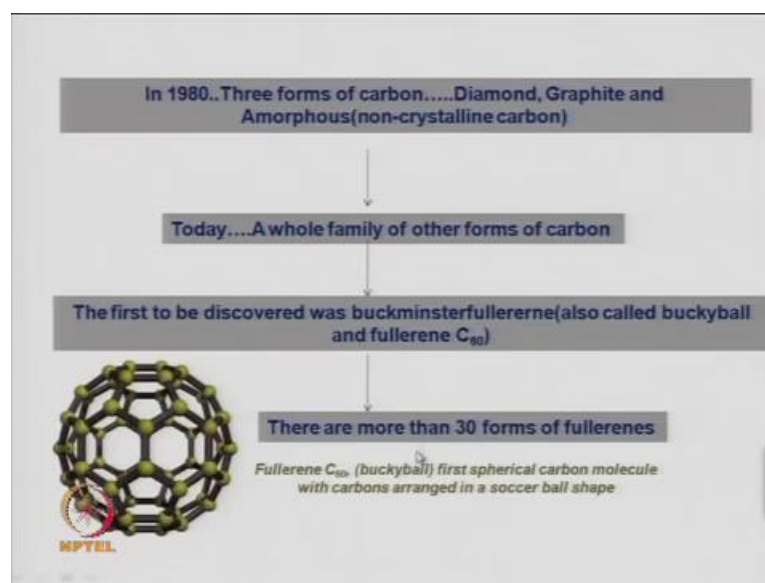 In 1980..Three forms of carbon.....Diamond, Graphite and
Amorphous(non-crystalline carbon)
Today....A whole family of other forms of carbon
The first to be discovered was buckminsterfullererne(also called buckyball
and fullerene C₆₀)
There are more than 30 forms of fullerenes
Fullerene C₆₀, (buckyball) first spherical carbon molecule
with carbons arranged in a soccer ball shape
NPTEL